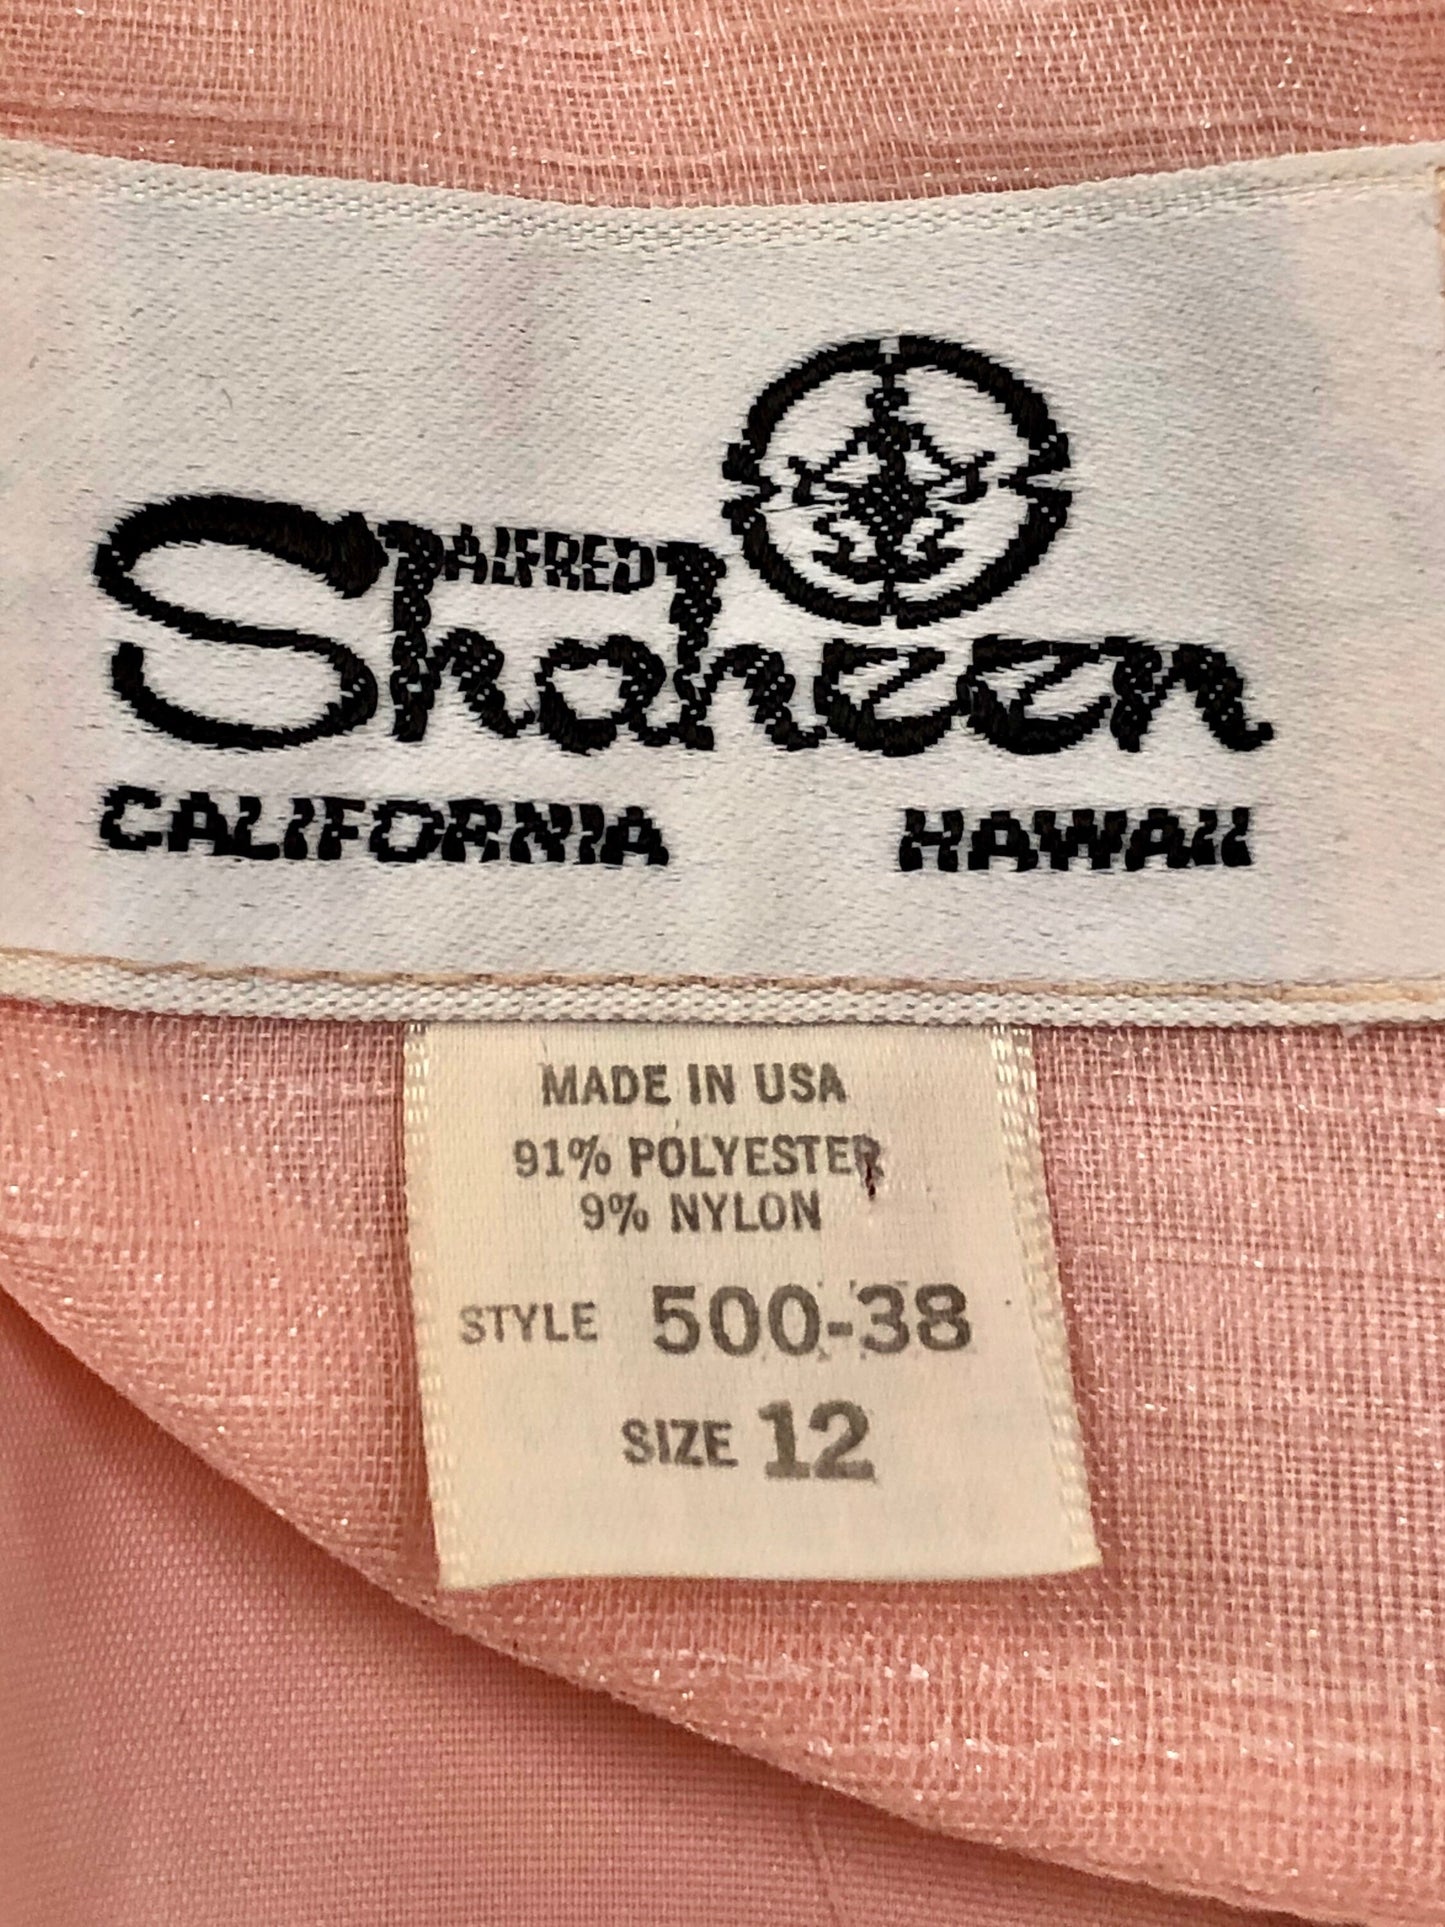 ALFRED
Shaheen
CALIFORNIA HAWAII
MADE IN USA
91% POLYESTER
9% NYLON
STYLE 500-38
SIZE 12